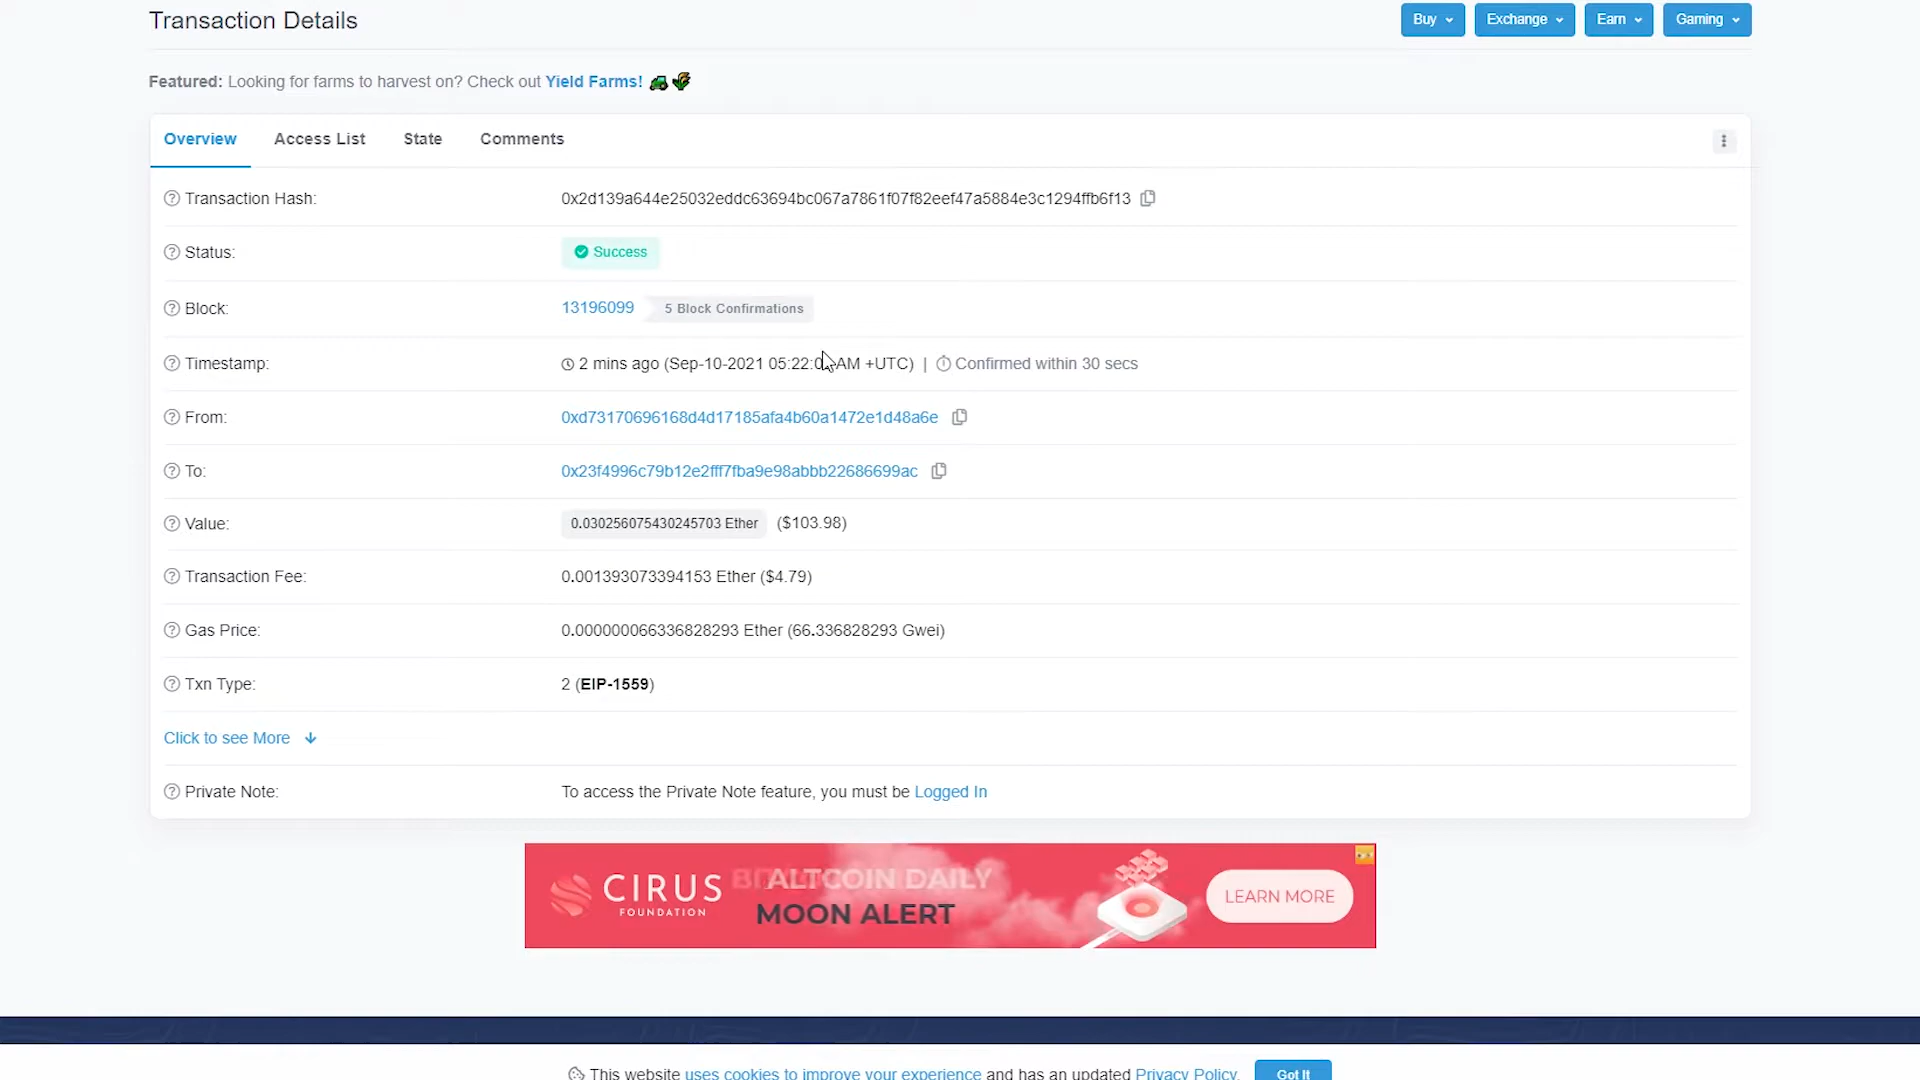 Transaction Details
Buy Exchange Earn Gaming
Featured: Looking for farms to harvest on? Check out Yield Farms!
Overview Access List State Comments
Transaction Hash: 0x2d139a644e25032eddc63694bc067a7861f07f82eef47a5884e3c1294ffb6f13
Status: Success
Block: 13196099 5 Block Confirmations
Timestamp: 2 mins ago (Sep-10-2021 AM +UTC) | Confirmed within 30 secs
From: 0xd73170696168d4d17185afa4b60a1472e1d48a6e
To: 0x23f4996c79b12e2fff7fba9e98abbb22686699ac
Value: 0.030256075430245703 Ether ($103.98)
Transaction Fee: 0.001393073394153 Ether ($4.79)
Gas Price: 0.000000066336828293 Ether (66.336828293 Gwei)
Txn Type: 2 (EIP-1559)
Click to see More
Private Note: To access the Private Note feature, you must be Logged In
CIRUS
FOUNDATION
ALTCOIN DAILY
MOON ALERT
LEARN MORE
This website uses cookies to improve your experience and has an updated Privacy Policy. Got It